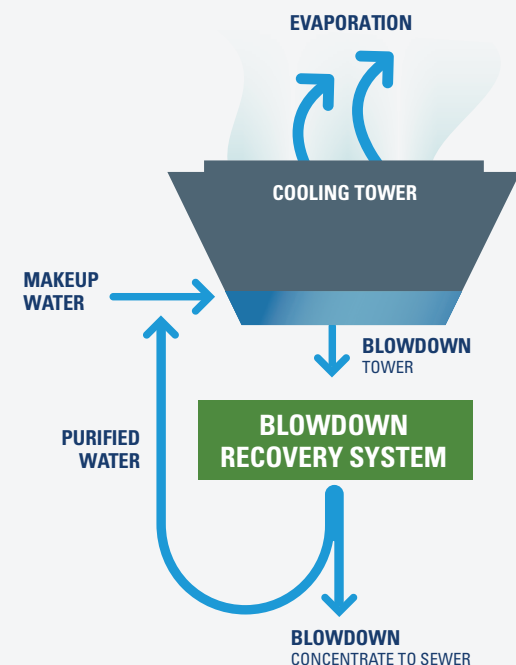 EVAPORATION
COOLING TOWER
MAKEUP
WATER
BLOWDOWN
TOWER
BLOWDOWN
RECOVERY SYSTEM
PURIFIED
WATER
BLOWDOWN
CONCENTRATE TO SEWER